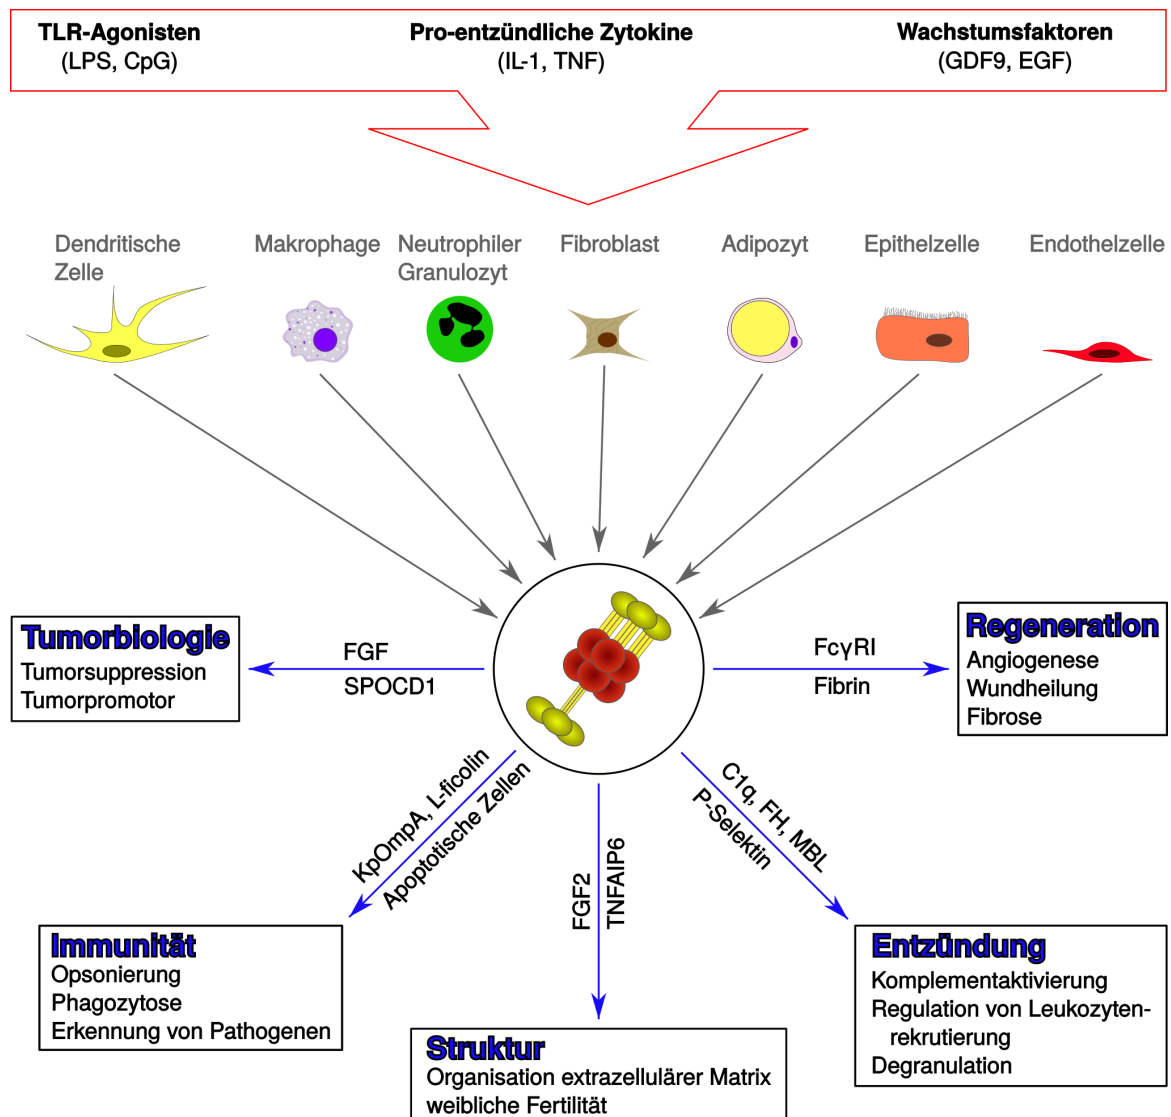 TLR-Agonisten
(LPS, CpG)
Pro-entzündliche Zytokine
(IL-1, TNF)
Wachstumsfaktoren
(GDF9, EGF)
Dendritische
Zelle
Makrophage
Neutrophiler
Granulozyt
Fibroblast
Adipozyt
Epithelzelle
Endothelzelle
Tumorbiologie
Tumorsuppression
Tumorpromotor
FGF
SPOCD1
FcγRI
Fibrin
Regeneration
Angiogenese
Wundheilung
Fibrose
KpOmpA, L-ficolin
Apoptotische Zellen
FGF2
TNFAIP6
C1q, FH, MBL
P-Selektin
Immunität
Opsonierung
Phagozytose
Erkennung von Pathogenen
Struktur
Organisation extrazellulärer Matrix
weibliche Fertilität
Entzündung
Komplementaktivierung
Regulation von Leukozyten-
rekrutierung
Degranulation